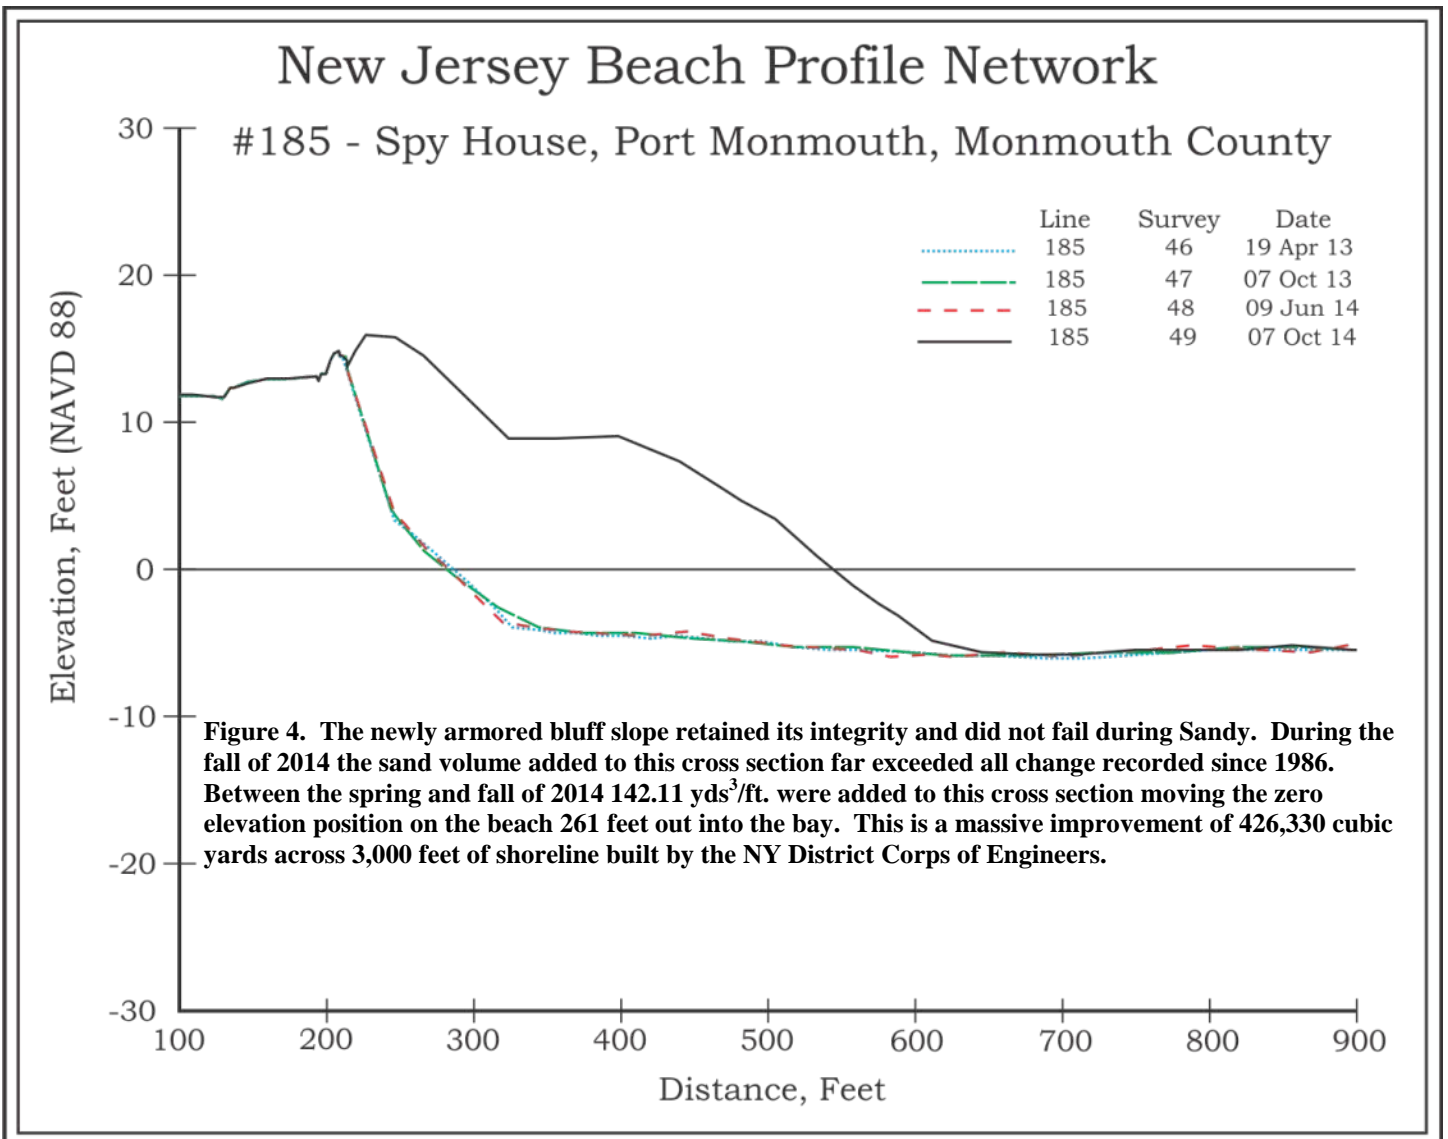 New Jersey Beach Profile Network
#185 - Spy House, Port Monmouth, Monmouth County
Line Survey Date
185 46 19 Apr 13
185 47 07 Oct 13
185 48 09 Jun 14
185 49 07 Oct 14
Elevation, Feet (NAVD 88)
30
20
10
0
-10
-20
-30
Figure 4. The newly armored bluff slope retained its integrity and did not fail during Sandy. During the
fall of 2014 the sand volume added to this cross section far exceeded all change recorded since 1986.
Between the spring and fall of 2014 142.11 yds³/ft. were added to this cross section moving the zero
elevation position on the beach 261 feet out into the bay. This is a massive improvement of 426,330 cubic
yards across 3,000 feet of shoreline built by the NY District Corps of Engineers.
100 200 300 400 500 600 700 800 900
Distance, Feet